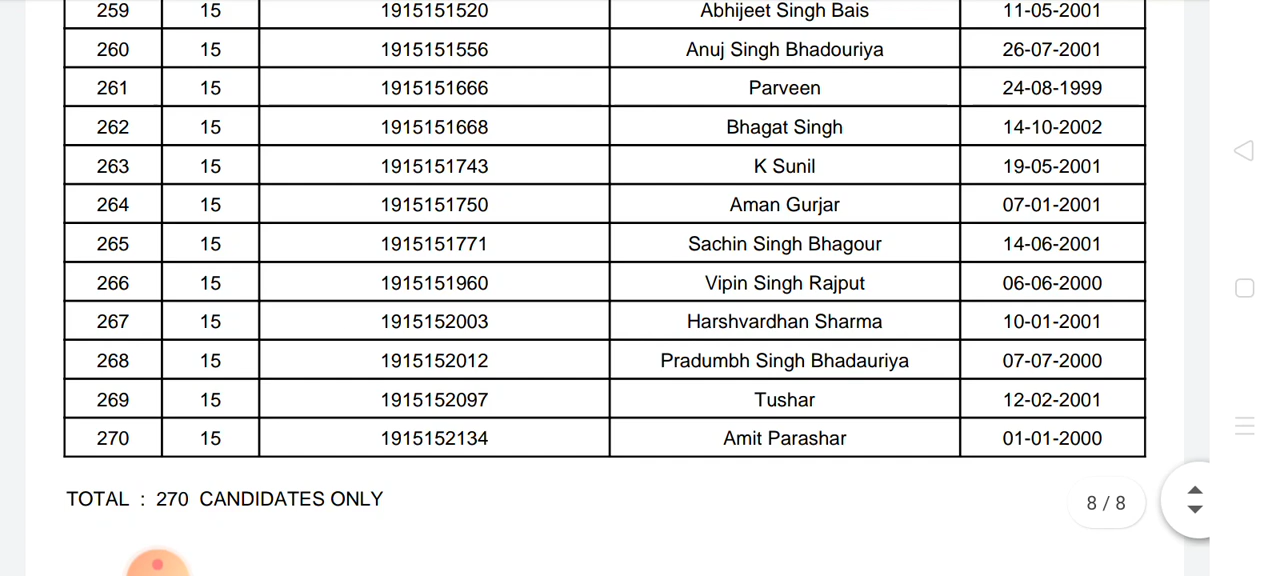 259 15 1915151520 Abhijeet Singh Bais 11-05-2001
260 15 1915151556 Anuj Singh Bhadouriya 26-07-2001
261 15 1915151666 Parveen 24-08-1999
262 15 1915151668 Bhagat Singh 14-10-2002
263 15 1915151743 K Sunil 19-05-2001
264 15 1915151750 Aman Gurjar 07-01-2001
265 15 1915151771 Sachin Singh Bhagour 14-06-2001
266 15 1915151960 Vipin Singh Rajput 06-06-2000
267 15 1915152003 Harshvardhan Sharma 10-01-2001
268 15 1915152012 Pradumbh Singh Bhadauriya 07-07-2000
269 15 1915152097 Tushar 12-02-2001
270 15 1915152134 Amit Parashar 01-01-2000
TOTAL : 270 CANDIDATES ONLY
8 / 8